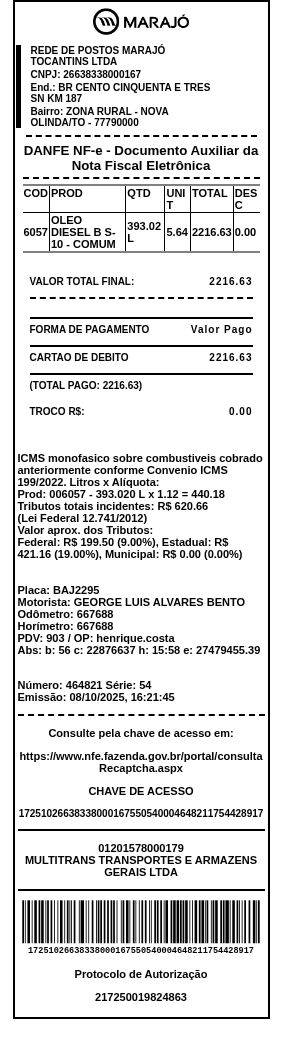 MARAJÓ
REDE DE POSTOS MARAJÓ
TOCANTINS LTDA
CNPJ: 26638338000167
End.: BR CENTO CINQUENTA E TRES
SN KM 187
Bairro: ZONA RURAL - NOVA
OLINDA/TO - 77790000
DANFE NF-e - Documento Auxiliar da
Nota Fiscal Eletrônica
COD PROD QTD UNI T TOTAL DES C
6057 OLEO DIESEL B S-10 - COMUM 393.02 L 5.64 2216.63 0.00
VALOR TOTAL FINAL: 2216.63
FORMA DE PAGAMENTO Valor Pago
CARTAO DE DEBITO 2216.63
(TOTAL PAGO: 2216.63)
TROCO R$: 0.00
ICMS monofasico sobre combustiveis cobrado
anteriormente conforme Convenio ICMS
199/2022. Litros x Alíquota:
Prod: 006057 - 393.020 L x 1.12 = 440.18
Tributos totais incidentes: R$ 620.66
(Lei Federal 12.741/2012)
Valor aprox. dos Tributos:
Federal: R$ 199.50 (9.00%), Estadual: R$
421.16 (19.00%), Municipal: R$ 0.00 (0.00%)
Placa: BAJ2295
Motorista: GEORGE LUIS ALVARES BENTO
Odômetro: 667688
Horímetro: 667688
PDV: 903 / OP: henrique.costa
Abs: b: 56 c: 22876637 h: 15:58 e: 27479455.39
Número: 464821 Série: 54
Emissão: 08/10/2025, 16:21:45
Consulte pela chave de acesso em:
https://www.nfe.fazenda.gov.br/portal/consulta
Recaptcha.aspx
CHAVE DE ACESSO
17251026638338000167550540004648211754428917
01201578000179
MULTITRANS TRANSPORTES E ARMAZENS
GERAIS LTDA
17251026638338000167550540004648211754428917
Protocolo de Autorização
217250019824863